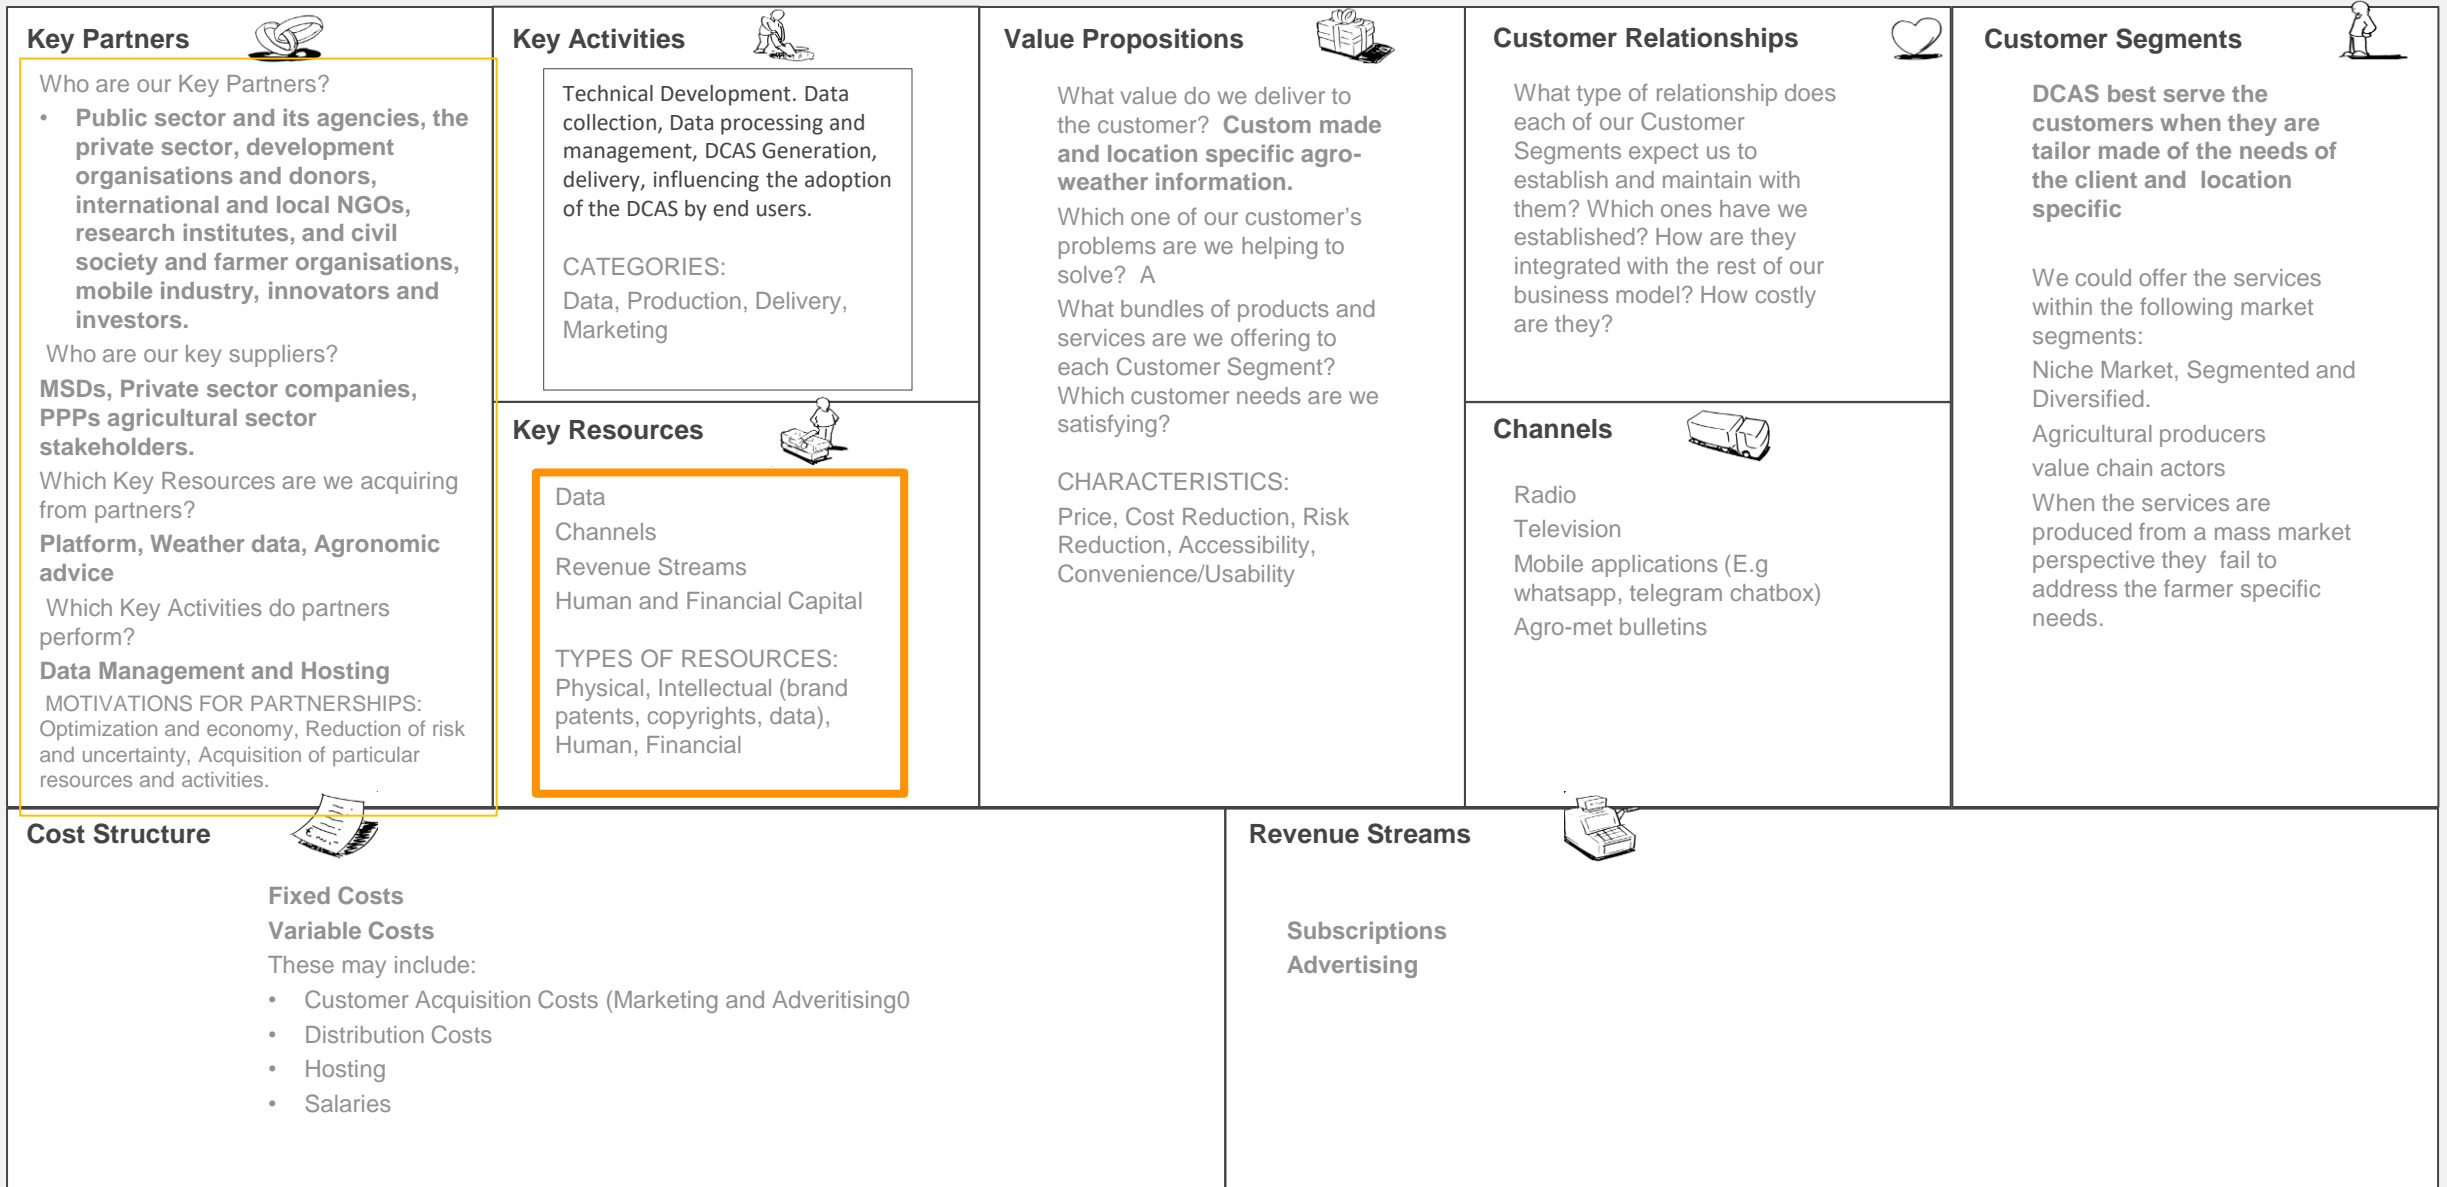 Key Partners
Who are our Key Partners?
• Public sector and its agencies, the
private sector, development
organisations and donors,
international and local NGOs,
research institutes, and civil
society and farmer organisations,
mobile industry, innovators and
investors.
Who are our key suppliers?
MSDs, Private sector companies,
PPPs agricultural sector
stakeholders.
Which Key Resources are we acquiring
from partners?
Platform, Weather data, Agronomic
advice
Which Key Activities do partners
perform?
Data Management and Hosting
MOTIVATIONS FOR PARTNERSHIPS:
Optimization and economy, Reduction of risk
and uncertainty, Acquisition of particular
resources and activities.
Key Activities
Technical Development. Data
collection, Data processing and
management, DCAS Generation,
delivery, influencing the adoption
of the DCAS by end users.
CATEGORIES:
Data, Production, Delivery,
Marketing
Key Resources
Data
Channels
Revenue Streams
Human and Financial Capital
TYPES OF RESOURCES:
Physical, Intellectual (brand
patents, copyrights, data),
Human, Financial
Value Propositions
What value do we deliver to
the customer? Custom made
and location specific agro-
weather information.
Which one of our customer's
problems are we helping to
solve? A
What bundles of products and
services are we offering to
each Customer Segment?
Which customer needs are we
satisfying?
CHARACTERISTICS:
Price, Cost Reduction, Risk
Reduction, Accessibility,
Convenience/Usability
Customer Relationships
What type of relationship does
each of our Customer
Segments expect us to
establish and maintain with
them? Which ones have we
established? How are they
integrated with the rest of our
business model? How costly
are they?
Channels
Radio
Television
Mobile applications (E.g
whatsapp, telegram chatbox)
Agro-met bulletins
Customer Segments
DCAS best serve the
customers when they are
tailor made of the needs of
the client and location
specific
We could offer the services
within the following market
segments:
Niche Market, Segmented and
Diversified.
Agricultural producers
value chain actors
When the services are
produced from a mass market
perspective they fail to
address the farmer specific
needs.
Cost Structure
Fixed Costs
Variable Costs
These may include:
• Customer Acquisition Costs (Marketing and Adveritising0
• Distribution Costs
• Hosting
• Salaries
Revenue Streams
Subscriptions
Advertising